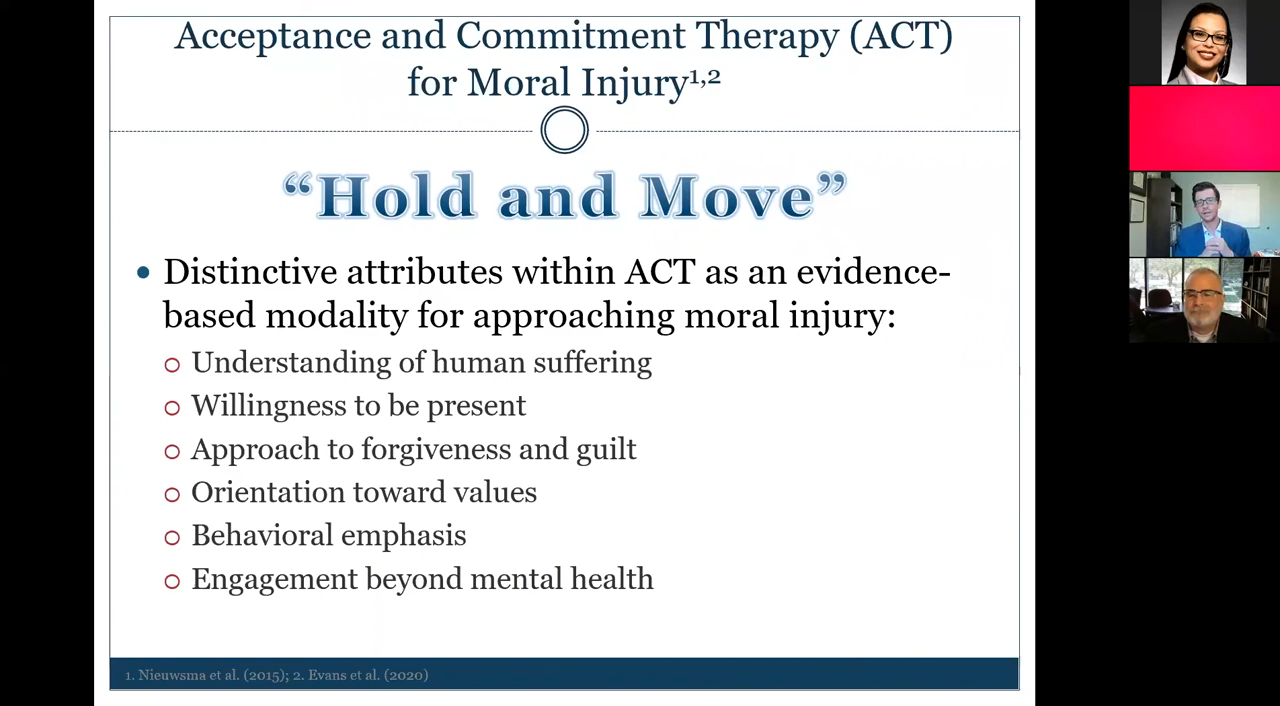 Acceptance and Commitment Therapy (ACT)
for Moral Injury¹,²
“Hold and Move”
• Distinctive attributes within ACT as an evidence-
based modality for approaching moral injury:
o Understanding of human suffering
o Willingness to be present
o Approach to forgiveness and guilt
o Orientation toward values
o Behavioral emphasis
o Engagement beyond mental health
1. Nieuwsma et al. (2015); 2. Evans et al. (2020)